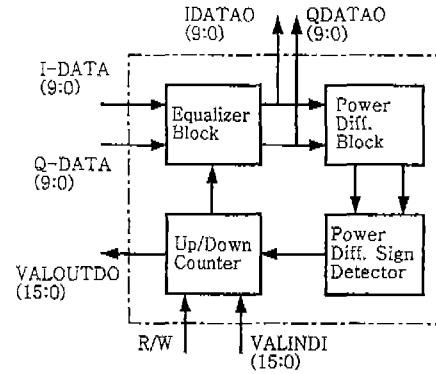 IDATAO QDATAO
(9:0) (9:0)
I-DATA
(9:0)
Equalizer
Block
Power
Diff.
Block
Q-DATA
(9:0)
Up/Down
Counter
Power
Diff. Sign
Detector
VALOUTDO
(15:0)
R/W VALINDI
(15:0)